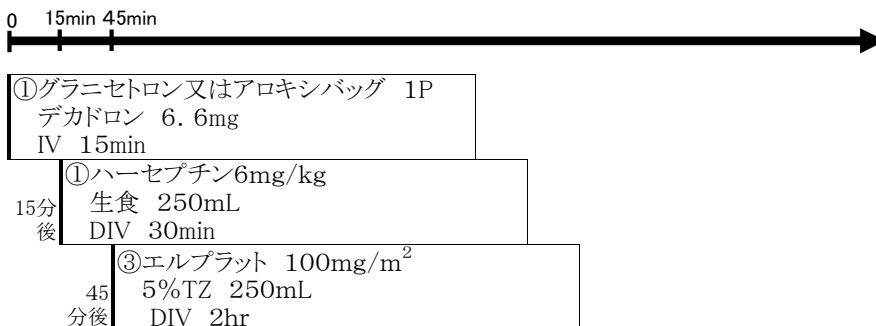 0 15min 45min
①グラニセトロン又はアロキシバッグ 1P
デカドロン 6.6mg
IV 15min
①ハーセプチン6mg/kg
15分 生食 250mL
後 DIV 30min
③エルプラット 100mg/m²
45 5%TZ 250mL
分後 DIV 2hr